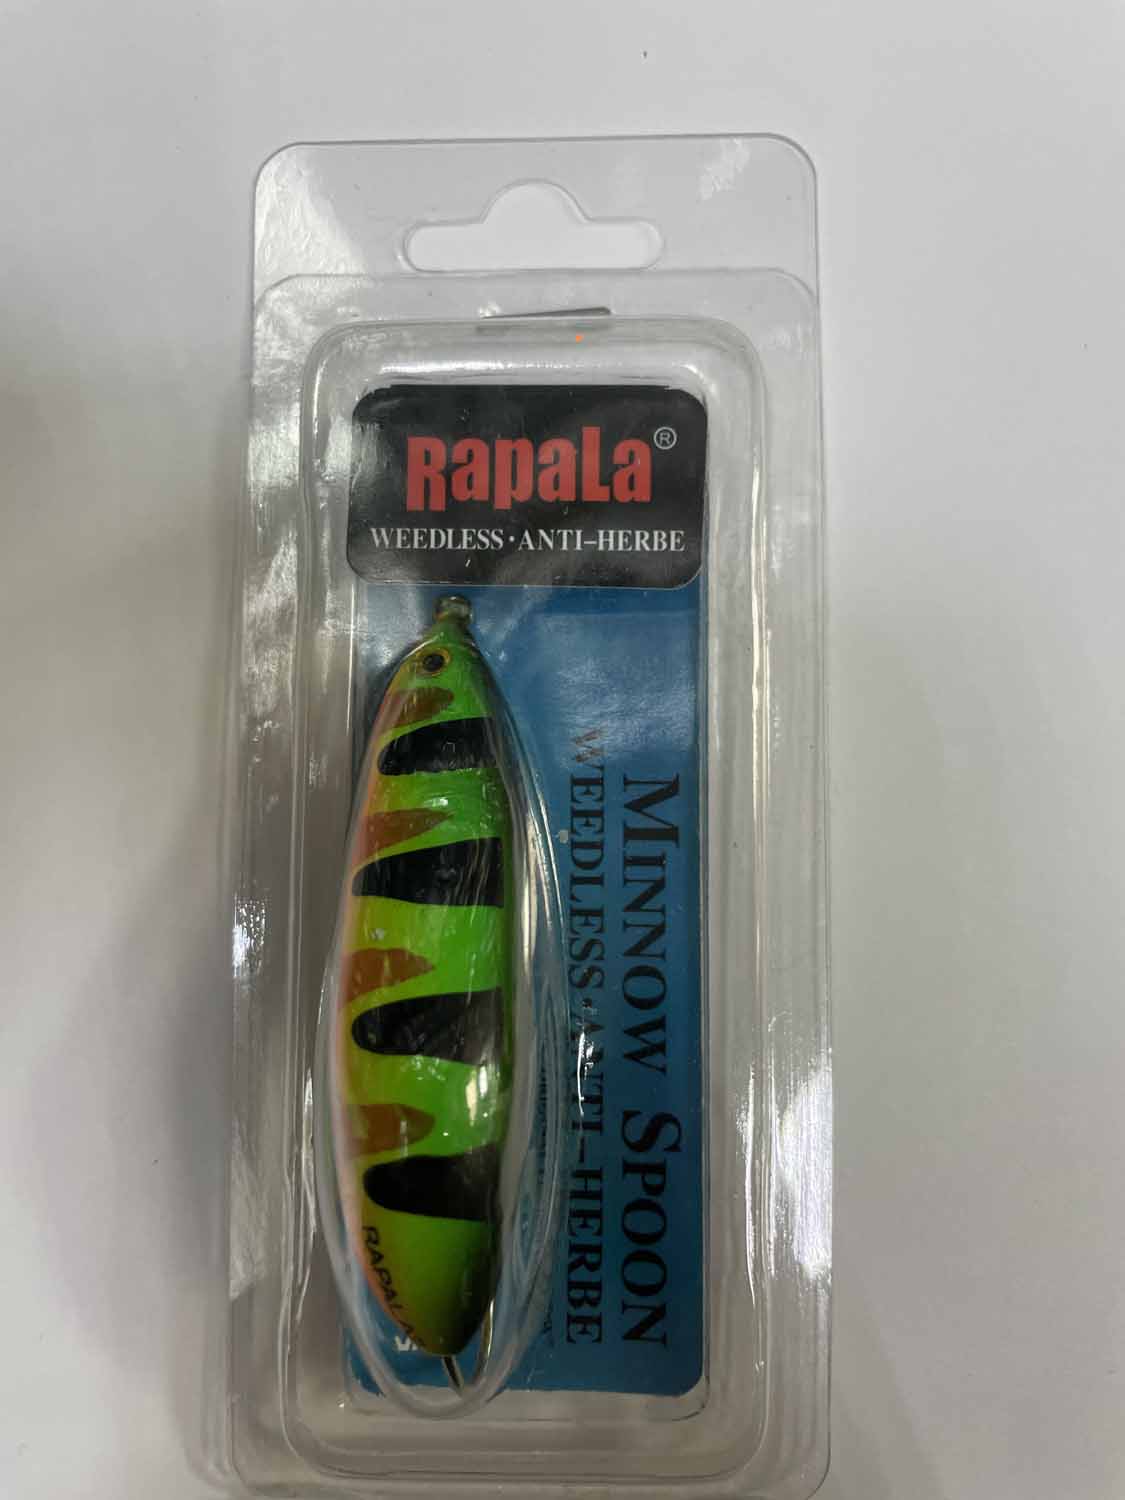 RapaLa®
WEEDLESS·ANTI-HERBE
MINNOW SPOON
WEEDLESS·ANTI-HERBE
RAPALA